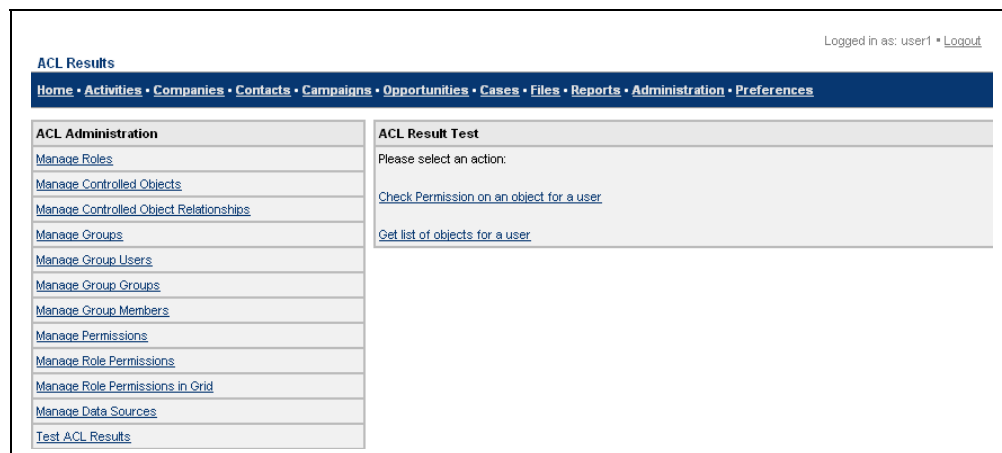 Logged in as: user1 • Logout
ACL Results
Home • Activities • Companies • Contacts • Campaigns • Opportunities • Cases • Files • Reports • Administration • Preferences
ACL Administration
Manage Roles
Manage Controlled Objects
Manage Controlled Object Relationships
Manage Groups
Manage Group Users
Manage Group Groups
Manage Group Members
Manage Permissions
Manage Role Permissions
Manage Role Permissions in Grid
Manage Data Sources
Test ACL Results
ACL Result Test
Please select an action:
Check Permission on an object for a user
Get list of objects for a user